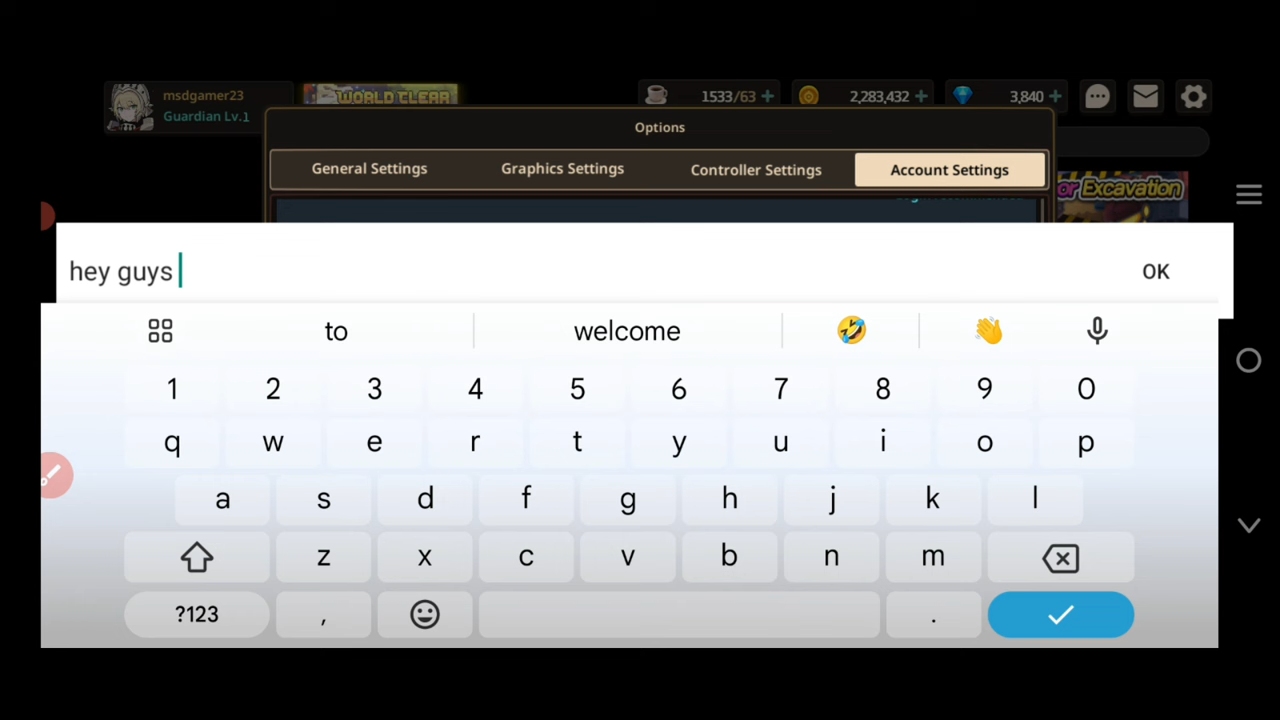 msdgamer23
Guardian Lv.1
WORLD CLEAR
1533/63 +
2,283,432 +
3,840 +
Options
General Settings
Graphics Settings
Controller Settings
Account Settings
or Excavation
hey guys
OK
to
welcome
1 2 3 4 5 6 7 8 9 0
q w e r t y u i o p
a s d f g h j k l
z x c v b n m
?123 , .